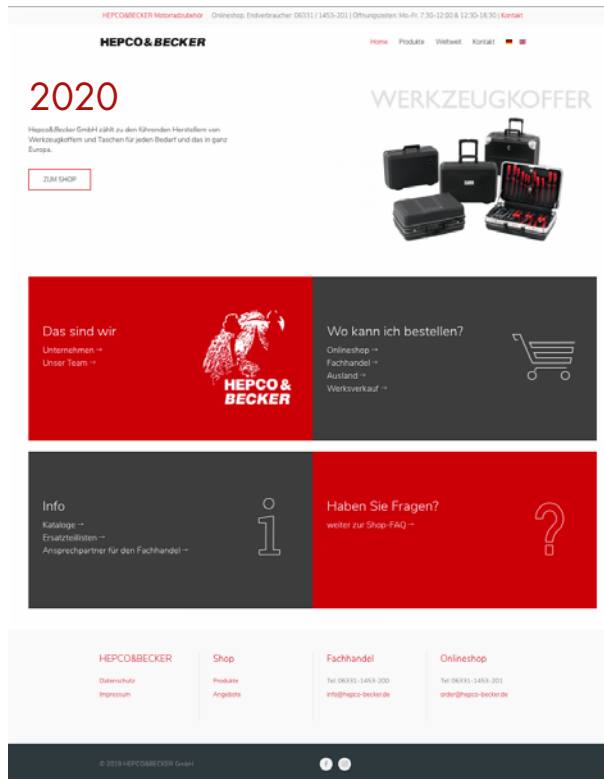 HEPCO&BECKER Motorradzubehör Onlineshop, Endverbraucher: 06331 / 1453-201 | Öffnungszeiten: Mo.-Fr. 7:30-12:00 & 12:30-16:30 | Kontakt
HEPCO & BECKER
Home Produkte Weltweit Kontakt
2020
WERKZEUGKOFFER
Hepco&Becker GmbH zählt zu den führenden Herstellern von
Werkzeugkoffern und Taschen für jeden Bedarf und das in ganz
Europa.
ZUM SHOP
Das sind wir
Unternehmen →
Unser Team →
HEPCO &
BECKER
Wo kann ich bestellen?
Onlineshop →
Fachhandel →
Ausland →
Werksverkauf →
Info
Kataloge →
Ersatzteillisten →
Ansprechpartner für den Fachhandel →
i
Haben Sie Fragen?
weiter zur Shop-FAQ →
?
HEPCO&BECKER
Datenschutz
Impressum
Shop
Produkte
Angebote
Fachhandel
Tel: 06331-1453-200
info@hepco-becker.de
Onlineshop
Tel: 06331-1453-201
order@hepco-becker.de
© 2019 HEPCO&BECKER GmbH